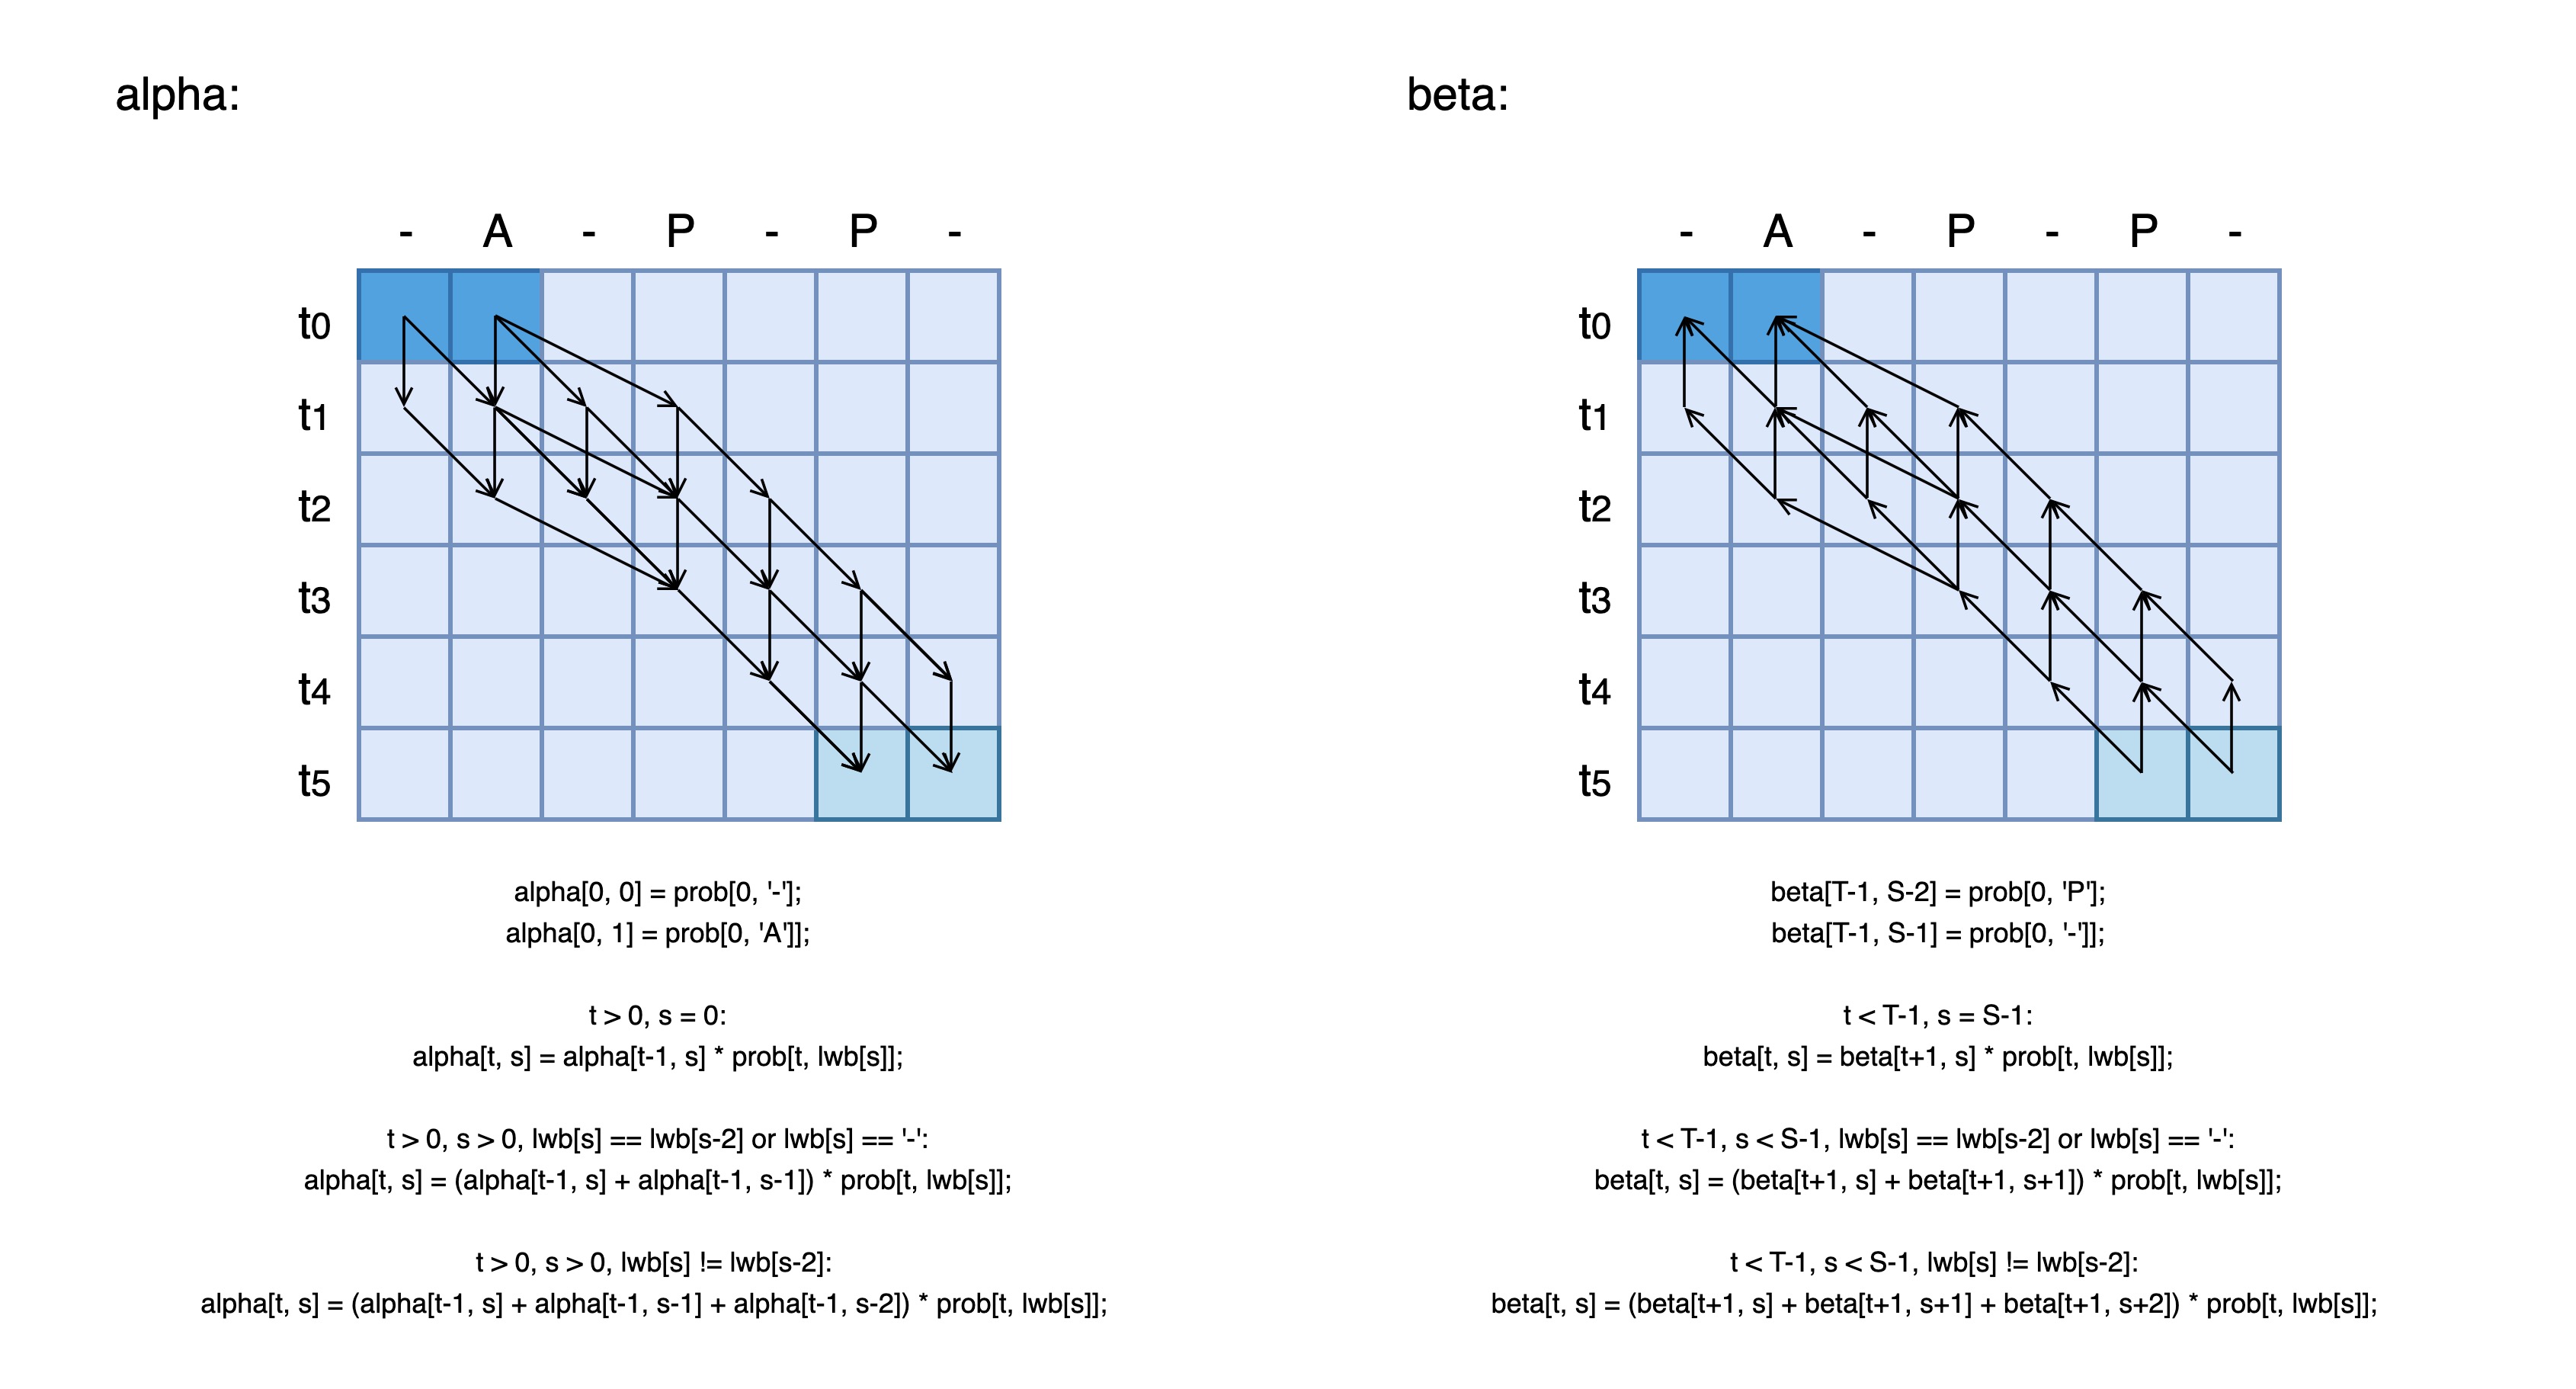 alpha:
- A - P - P -
t0
t1
t2
t3
t4
t5
alpha[0, 0] = prob[0, '-'];
alpha[0, 1] = prob[0, 'A']];
t > 0, s = 0:
alpha[t, s] = alpha[t-1, s] * prob[t, lwb[s]];
t > 0, s > 0, lwb[s] == lwb[s-2] or lwb[s] == '-':
alpha[t, s] = (alpha[t-1, s] + alpha[t-1, s-1]) * prob[t, lwb[s]];
t > 0, s > 0, lwb[s] != lwb[s-2]:
alpha[t, s] = (alpha[t-1, s] + alpha[t-1, s-1] + alpha[t-1, s-2]) * prob[t, lwb[s]];
beta:
- A - P - P -
t0
t1
t2
t3
t4
t5
beta[T-1, S-2] = prob[0, 'P'];
beta[T-1, S-1] = prob[0, '-']];
t < T-1, s = S-1:
beta[t, s] = beta[t+1, s] * prob[t, lwb[s]];
t < T-1, s < S-1, lwb[s] == lwb[s-2] or lwb[s] == '-':
beta[t, s] = (beta[t+1, s] + beta[t+1, s+1]) * prob[t, lwb[s]];
t < T-1, s < S-1, lwb[s] != lwb[s-2]:
beta[t, s] = (beta[t+1, s] + beta[t+1, s+1] + beta[t+1, s+2]) * prob[t, lwb[s]];